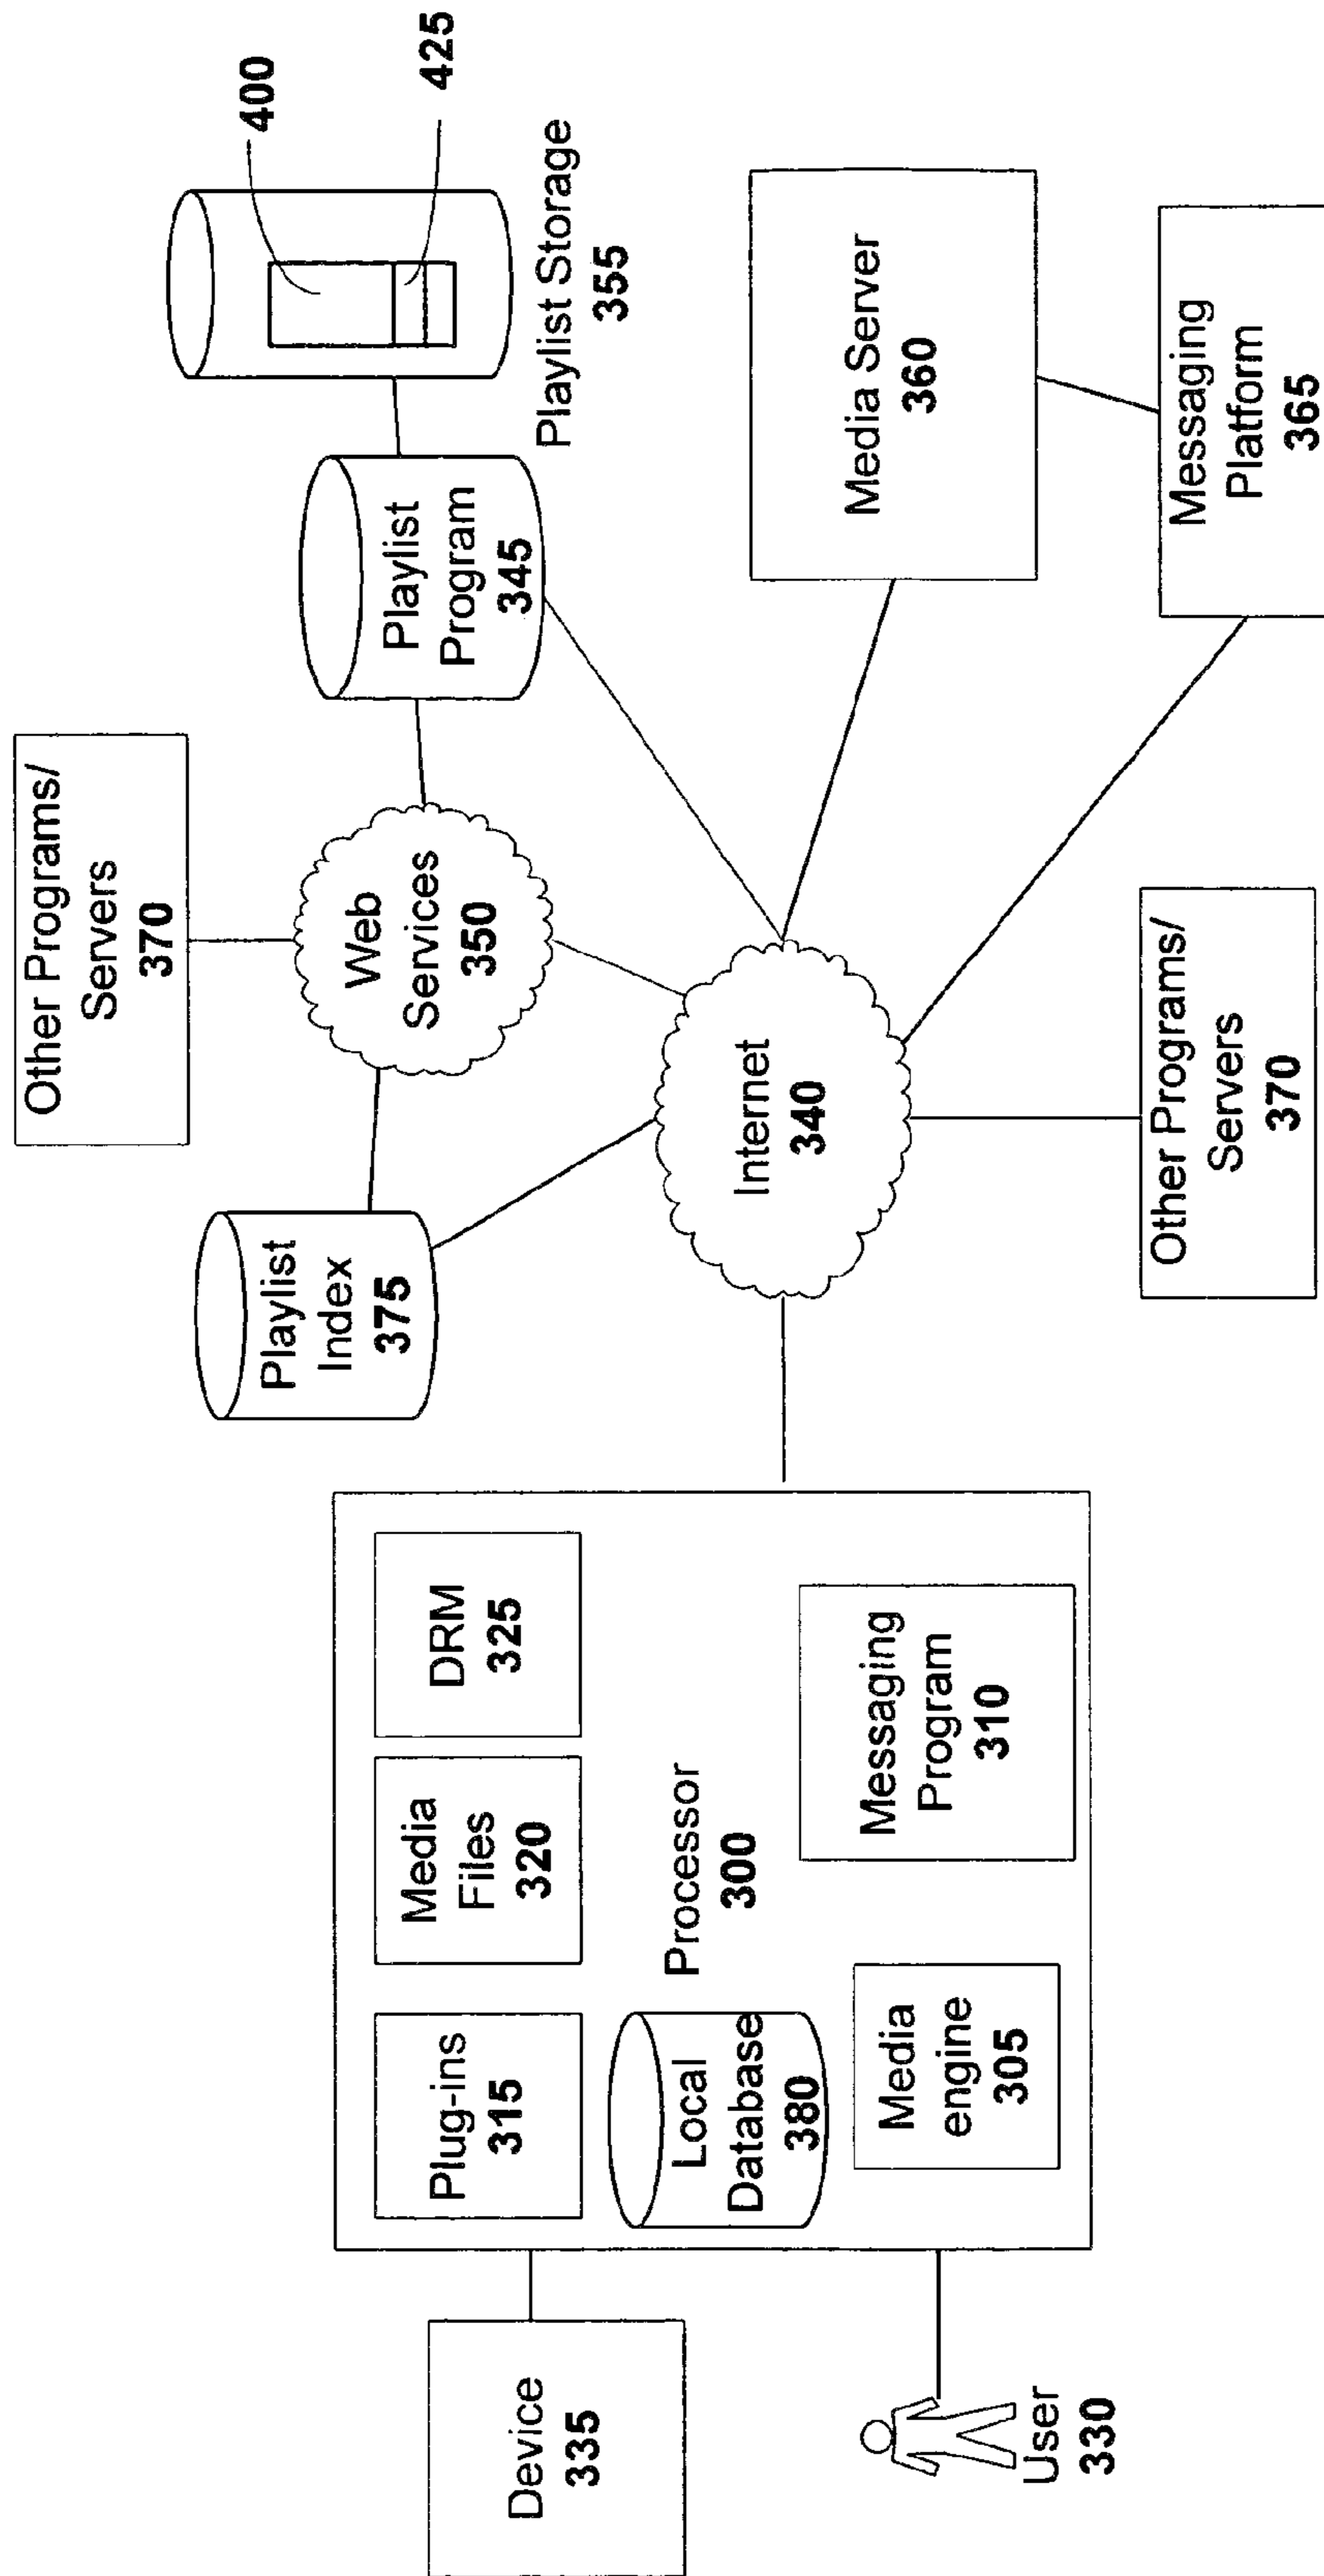 Other Programs/
Servers
370
400
425
Playlist
Index
375
Web
Services
350
Playlist
Program
345
Playlist Storage
355
Plug-ins
315
Media
Files
320
DRM
325
Device
335
Local
Database
380
Processor
300
Internet
340
Media Server
360
User
330
Media
engine
305
Messaging
Program
310
Other Programs/
Servers
370
Messaging
Platform
365